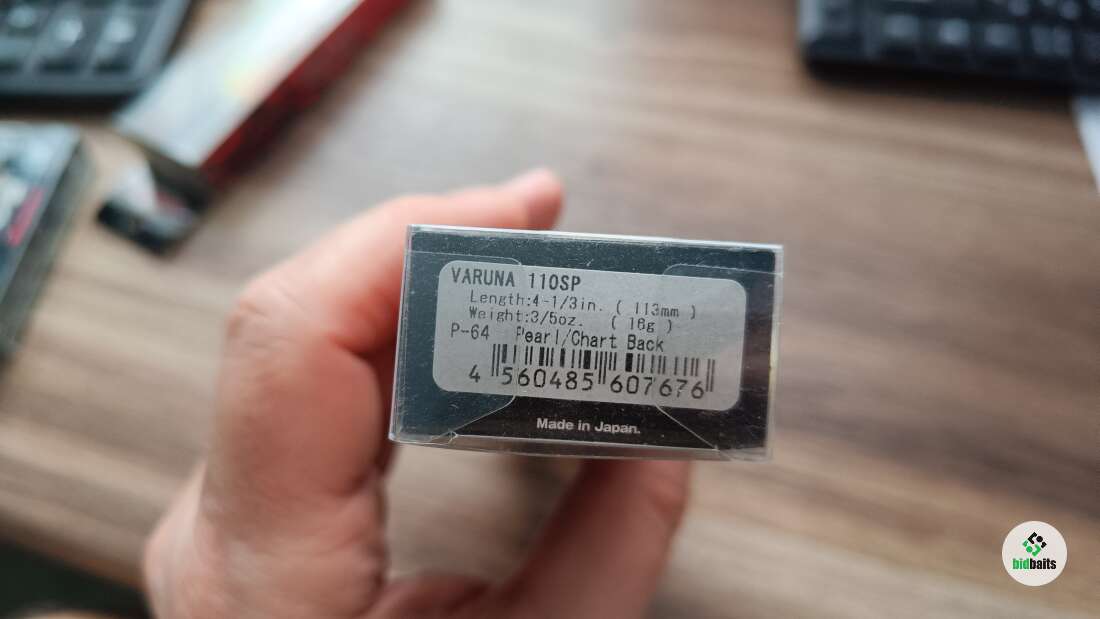 VARUNA 110SP
Length:4-1/3in. ( 113mm )
Weight:3/5oz. ( 16g )
P-64 Pearl/Chart Back
4 560485 607676
Made in Japan.
bidbaits